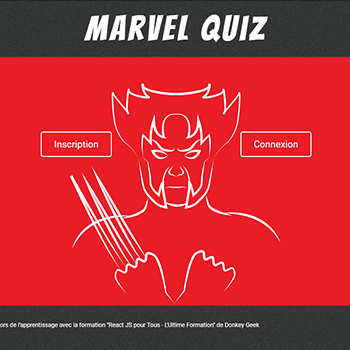 MARVEL QUIZ
Inscription
Connexion
ors de l'apprentissage avec la formation "React JS pour Tous - L'Ultime Formation" de Donkey Geek